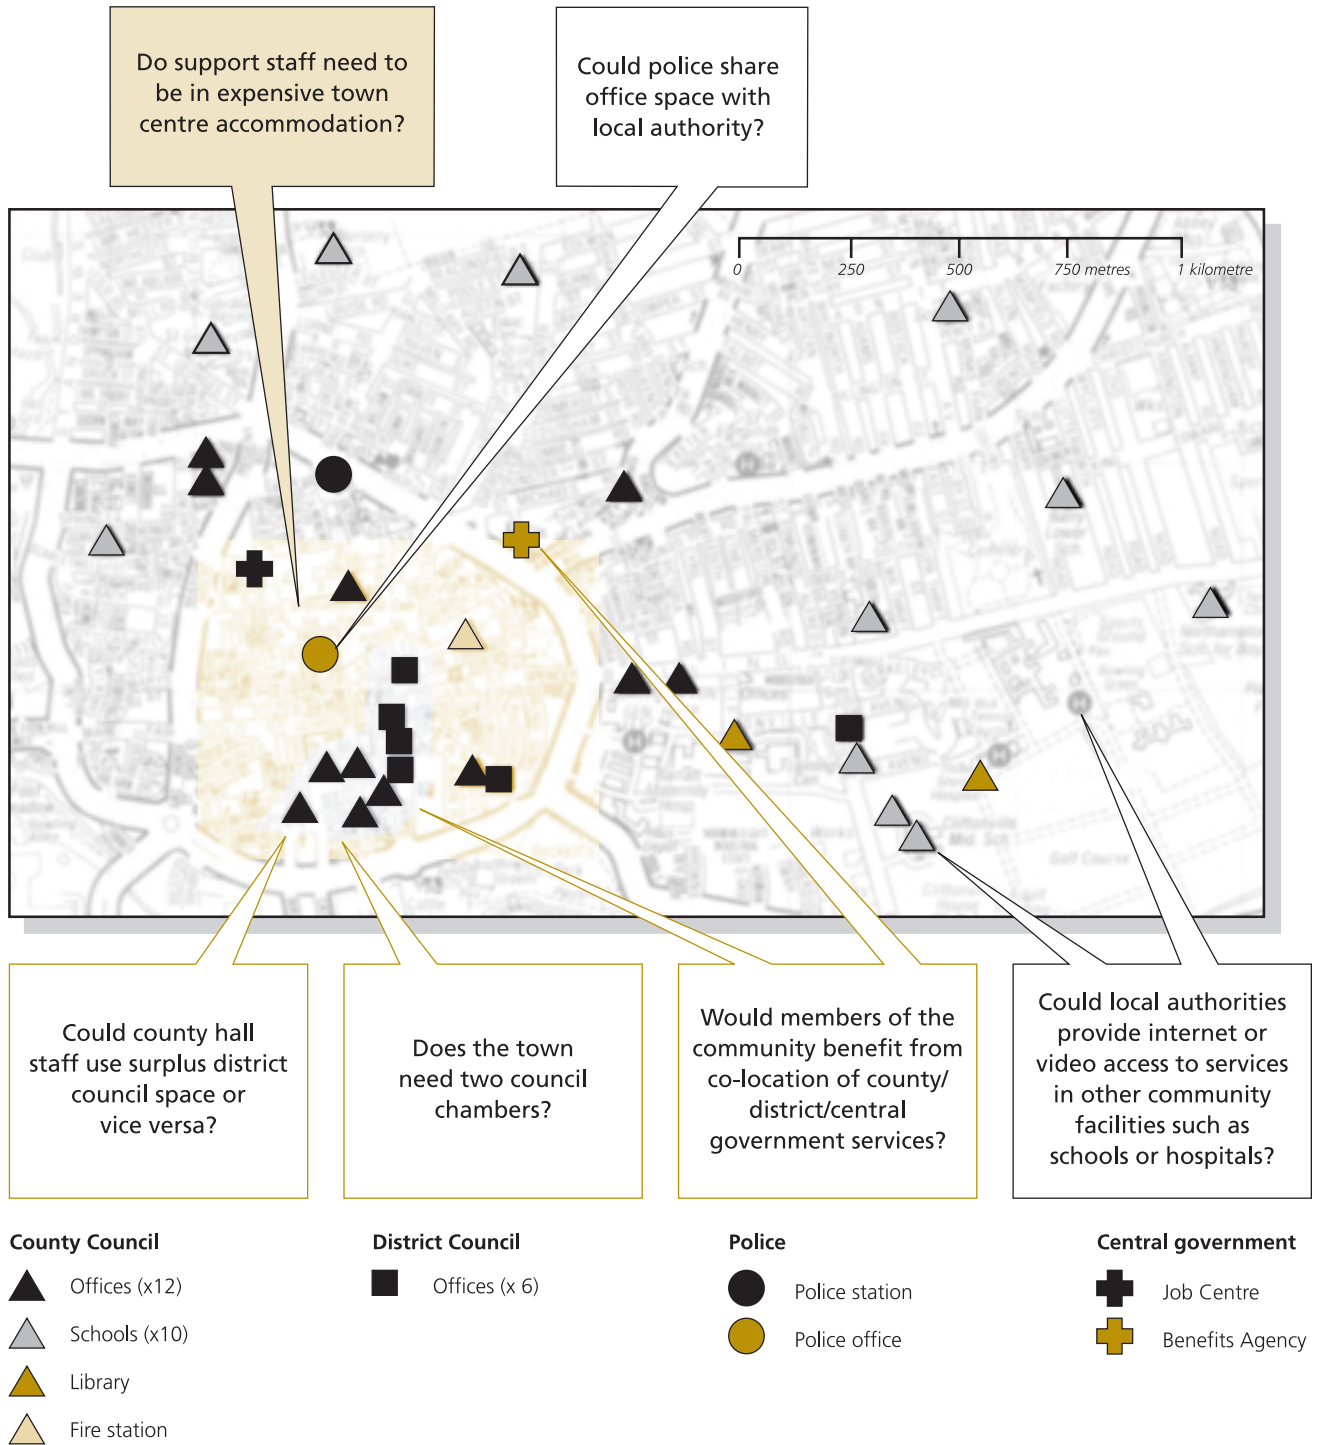 Do support staff need to
be in expensive town
centre accommodation?
Could police share
office space with
local authority?
0
250
500
750 metres
1 kilometre
H
H
H
H
Cliftonville
Mid Sch
Golf Course
Could county hall
staff use surplus district
council space or
vice versa?
Does the town
need two council
chambers?
Would members of the
community benefit from
co-location of county/
district/central
government services?
Could local authorities
provide internet or
video access to services
in other community
facilities such as
schools or hospitals?
County Council
Offices (x12)
Schools (x10)
Library
Fire station
District Council
Offices (x 6)
Police
Police station
Police office
Central government
Job Centre
Benefits Agency